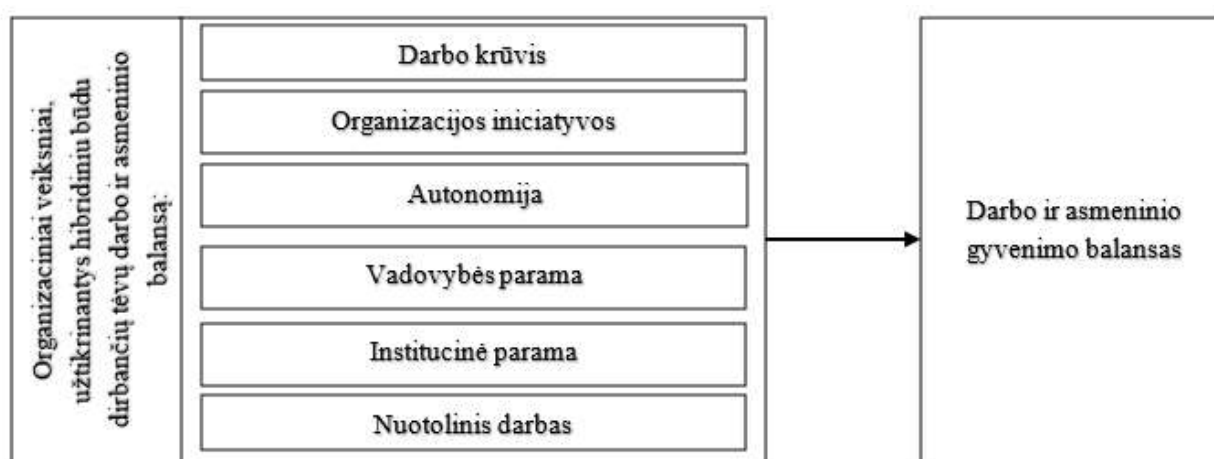 Organizaciniai veiksniai,
užtikrinantys hibridiniu būdu
dirbančių tėvų darbo ir asmeninio
balansą:
Darbo krūvis
Organizacijos iniciatyvos
Autonomija
Vadovybės parama
Institucinė parama
Nuotolinis darbas
Darbo ir asmeninio
gyvenimo balansas